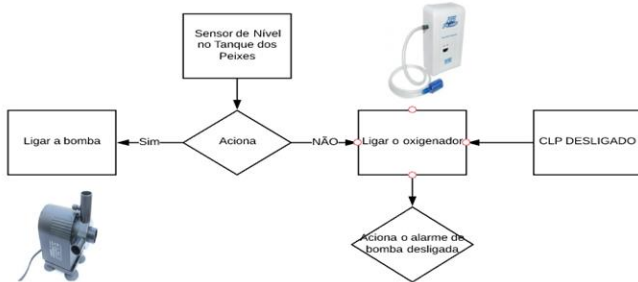 Sensor de Nível
no Tanque dos
Peixes
Ligar a bomba
Sim
Aciona
NÃO
Ligar o oxigenador
CLP DESLIGADO
Aciona o alarme de
bomba desligada